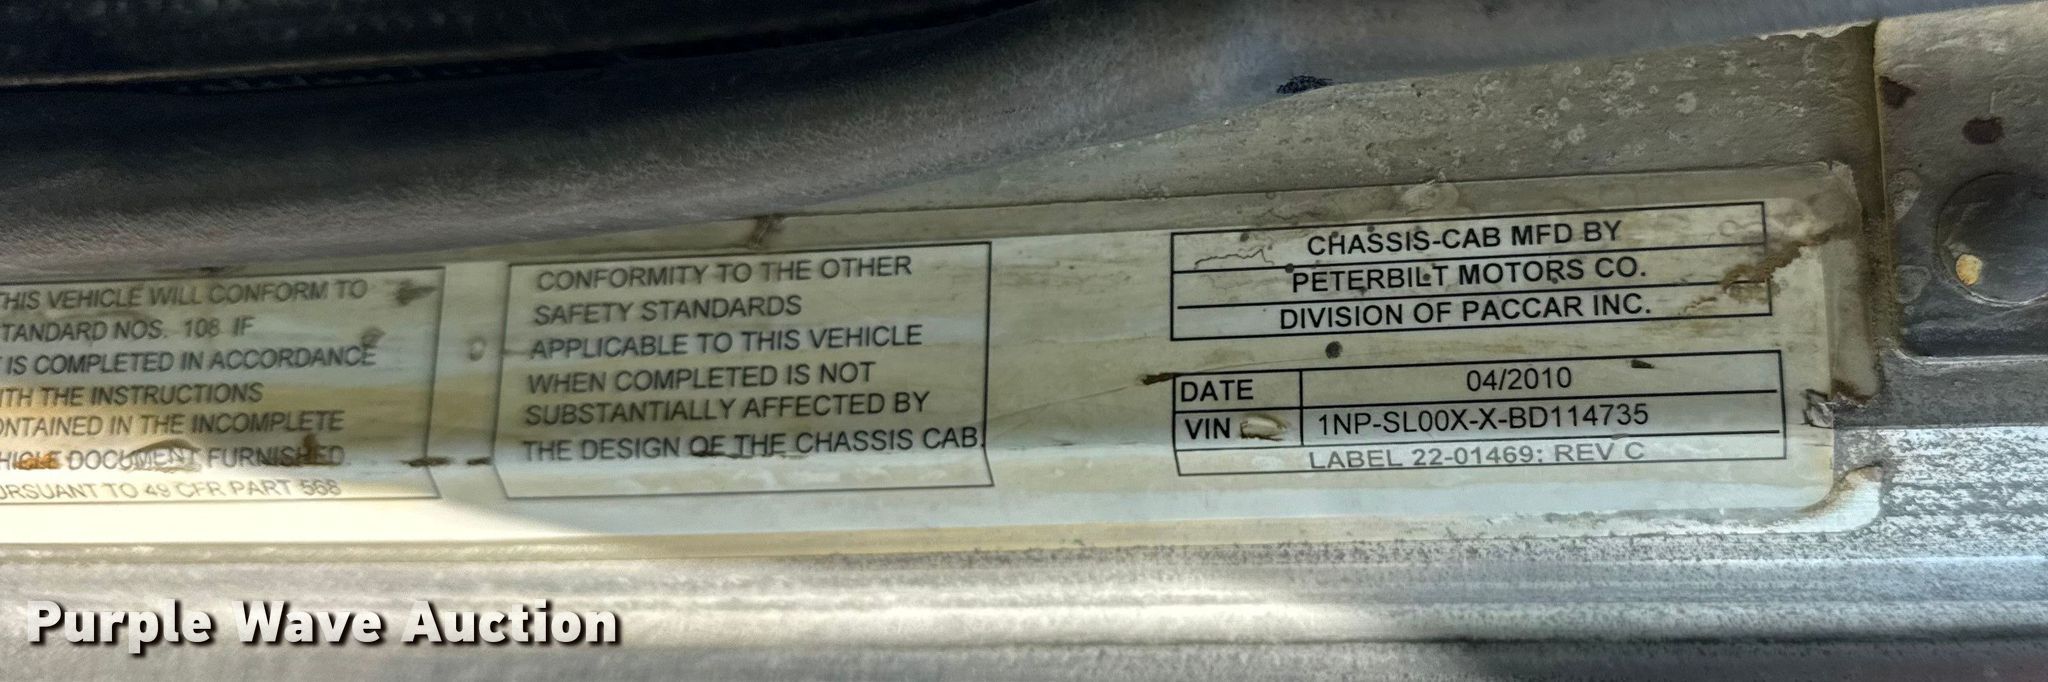 THIS VEHICLE WILL CONFORM TO
STANDARD NOS. 108 IF
IS COMPLETED IN ACCORDANCE
WITH THE INSTRUCTIONS
CONTAINED IN THE INCOMPLETE
VEHICLE DOCUMENT FURNISHED.
PURSUANT TO 49 CFR PART 568
CONFORMITY TO THE OTHER
SAFETY STANDARDS
APPLICABLE TO THIS VEHICLE
WHEN COMPLETED IS NOT
SUBSTANTIALLY AFFECTED BY
THE DESIGN OF THE CHASSIS CAB.
CHASSIS-CAB MFD BY
PETERBILT MOTORS CO.
DIVISION OF PACCAR INC.
DATE 04/2010
VIN 1NP-SL00X-X-BD114735
LABEL 22-01469: REV C
Purple Wave Auction